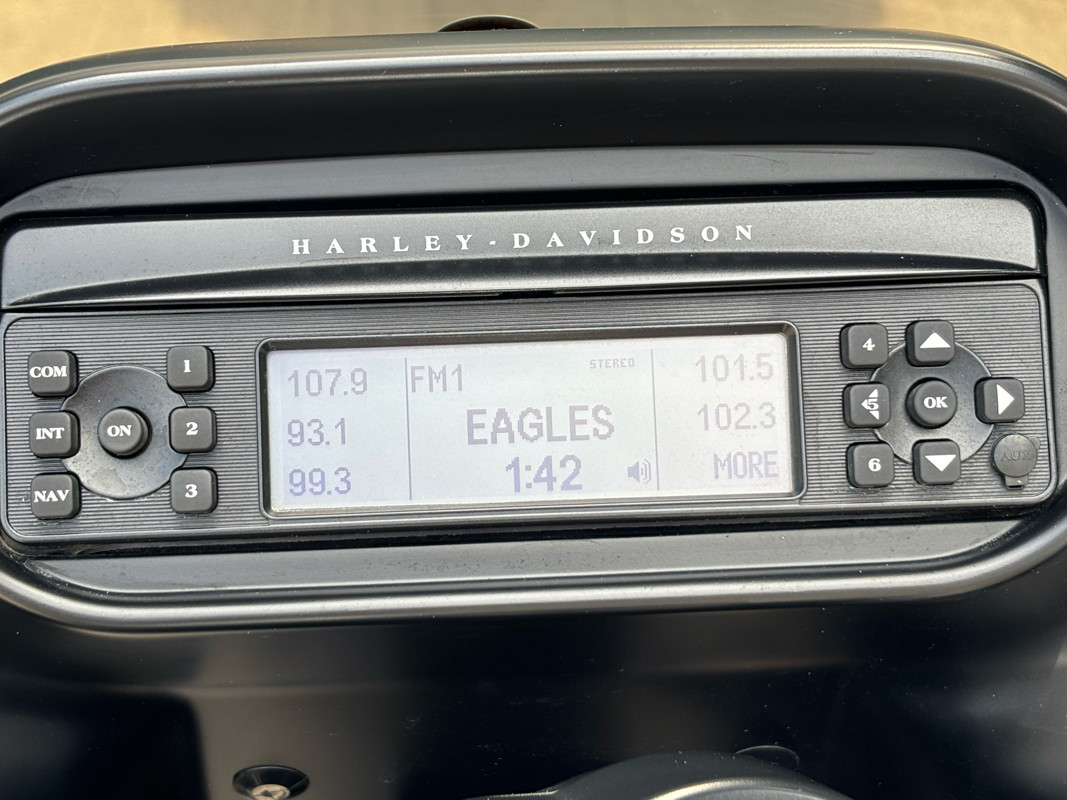 HARLEY-DAVIDSON
COM
INT
NAV
ON
1
2
3
107.9
93.1
99.3
FM1
STEREO
EAGLES
1:42
101.5
102.3
MORE
4
5
6
OK
AUX